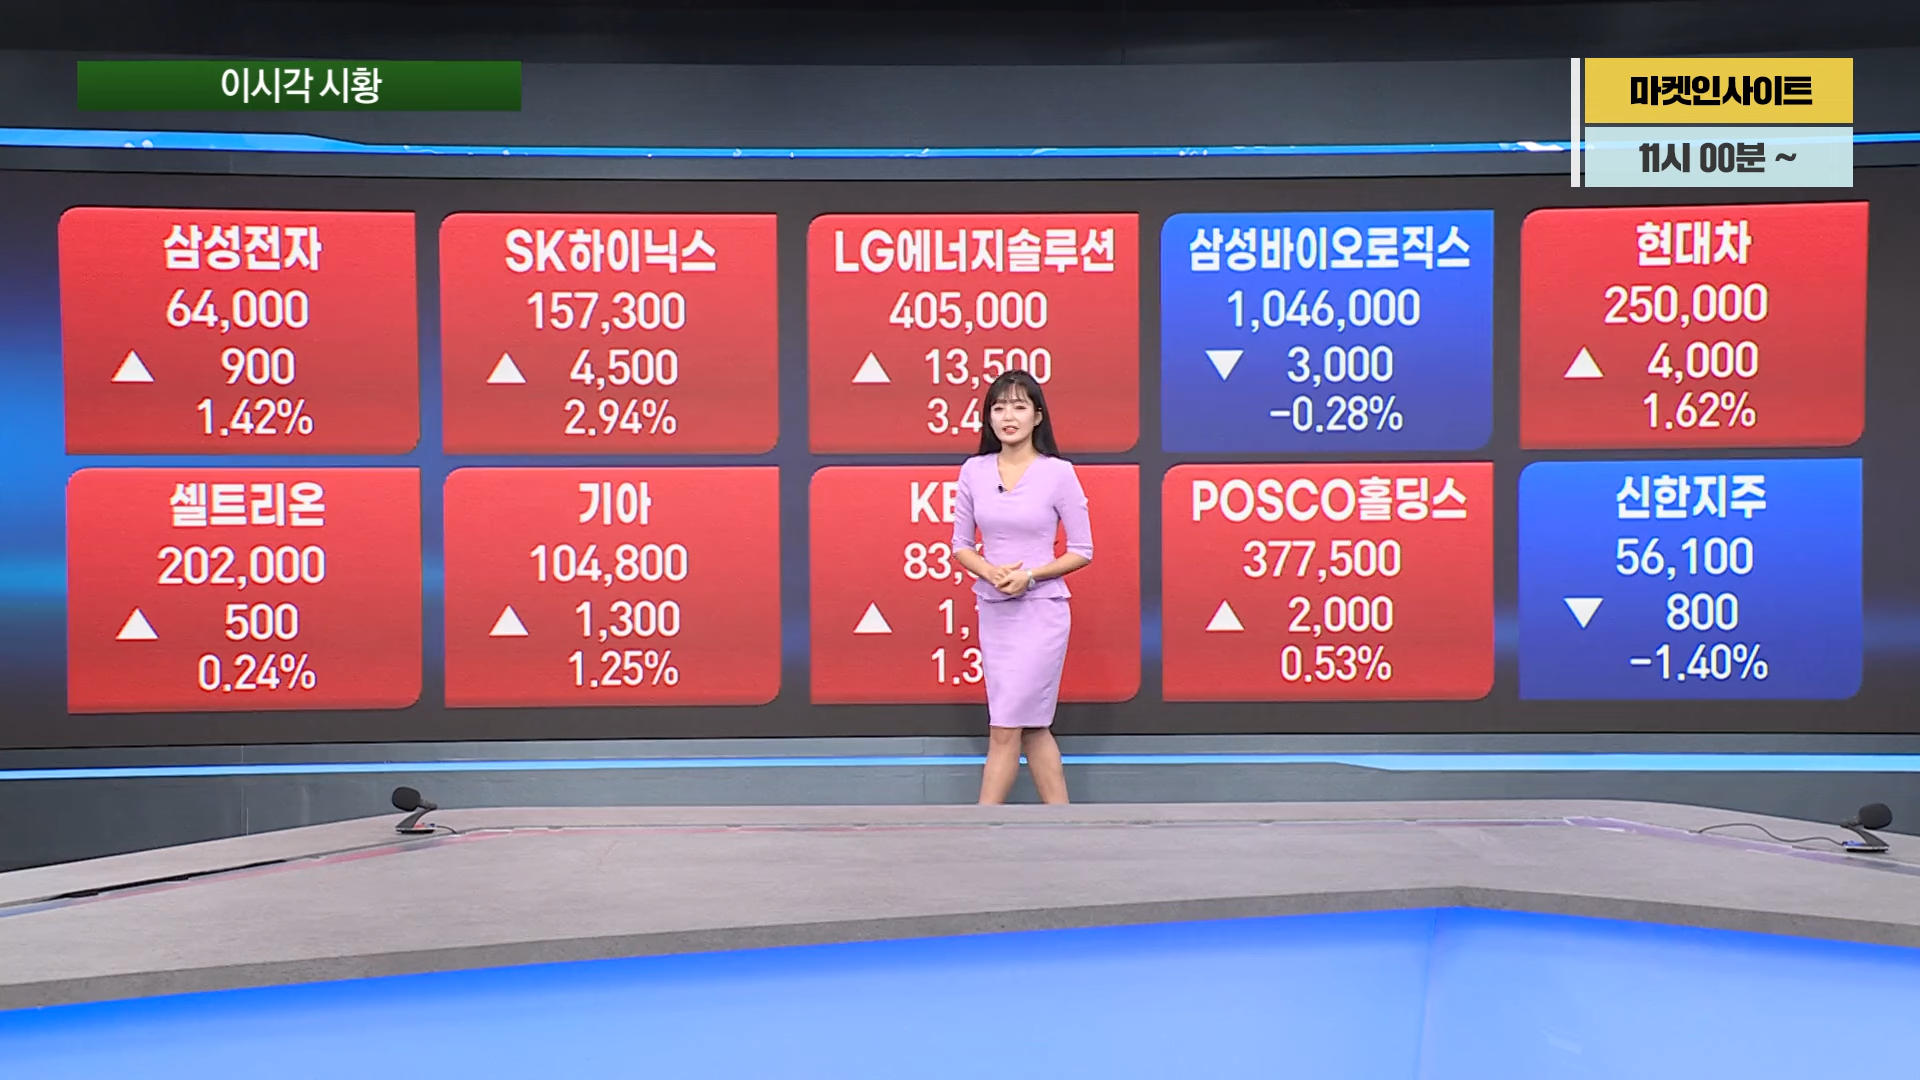 이시각 시황
마켓인사이트
11시 00분 ~
삼성전자
64,000
▲ 900
1.42%
SK하이닉스
157,300
▲ 4,500
2.94%
LG에너지솔루션
405,000
▲ 13,500
삼성바이오로직스
1,046,000
▼ 3,000
-0.28%
현대차
250,000
▲ 4,000
1.62%
셀트리온
202,000
▲ 500
0.24%
기아
104,800
▲ 1,300
1.25%
POSCO홀딩스
377,500
▲ 2,000
0.53%
신한지주
56,100
▼ 800
-1.40%